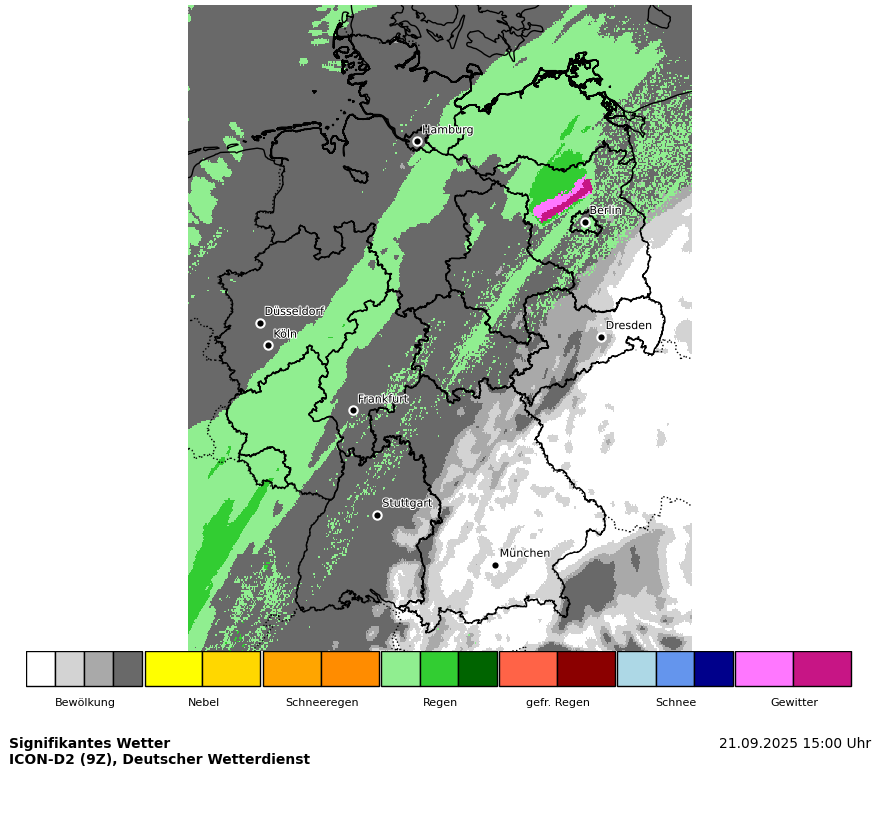 Hamburg
Berlin
Düsseldorf
Köln
Dresden
Frankfurt
Stuttgart
München
Bewölkung Nebel Schneeregen Regen gefr. Regen Schnee Gewitter
Signifikantes Wetter 21.09.2025 15:00 Uhr
ICON-D2 (9Z), Deutscher Wetterdienst